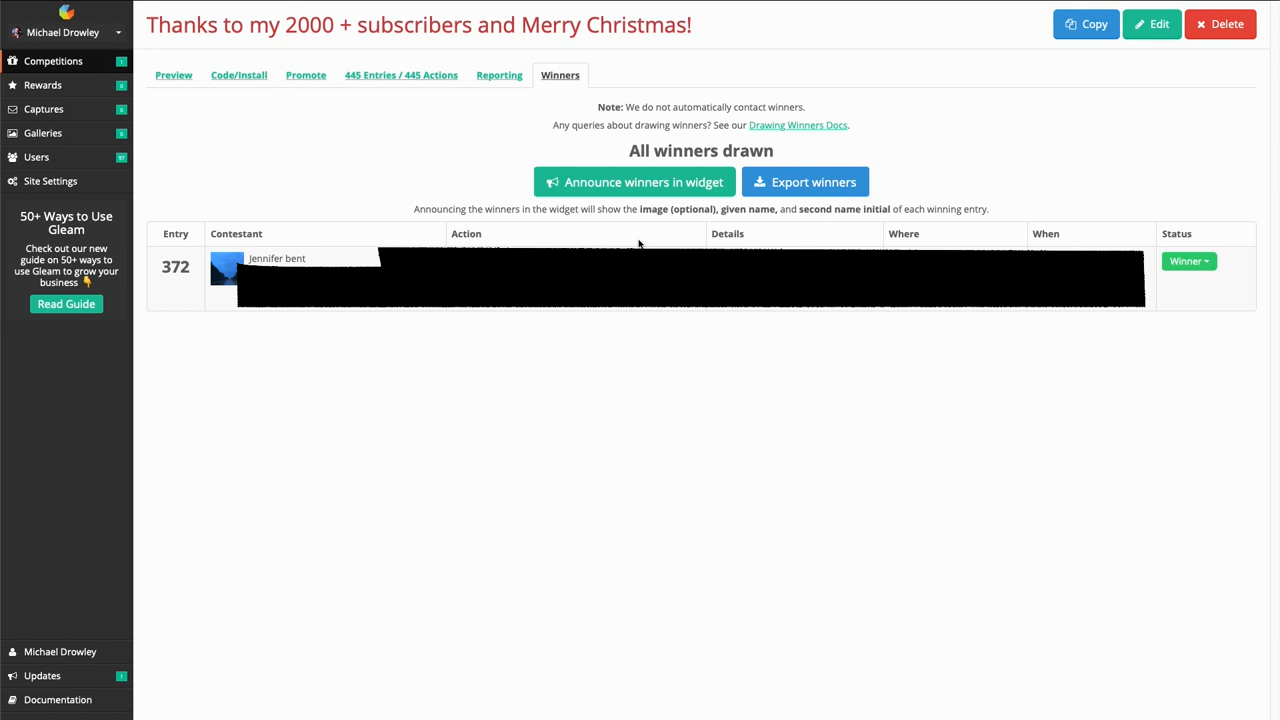 Michael Drowley
Competitions 1
Rewards 0
Captures 0
Galleries 0
Users 97
Site Settings
50+ Ways to Use
Gleam
Check out our new
guide on 50+ ways to
use Gleam to grow your
business 👇
Read Guide
Michael Drowley
Updates 1
Documentation
Thanks to my 2000 + subscribers and Merry Christmas!
Copy Edit Delete
Preview Code/Install Promote 445 Entries / 445 Actions Reporting Winners
Note: We do not automatically contact winners.
Any queries about drawing winners? See our Drawing Winners Docs.
All winners drawn
Announce winners in widget Export winners
Announcing the winners in the widget will show the image (optional), given name, and second name initial of each winning entry.
Entry Contestant Action Details Where When Status
372 Jennifer bent Winner